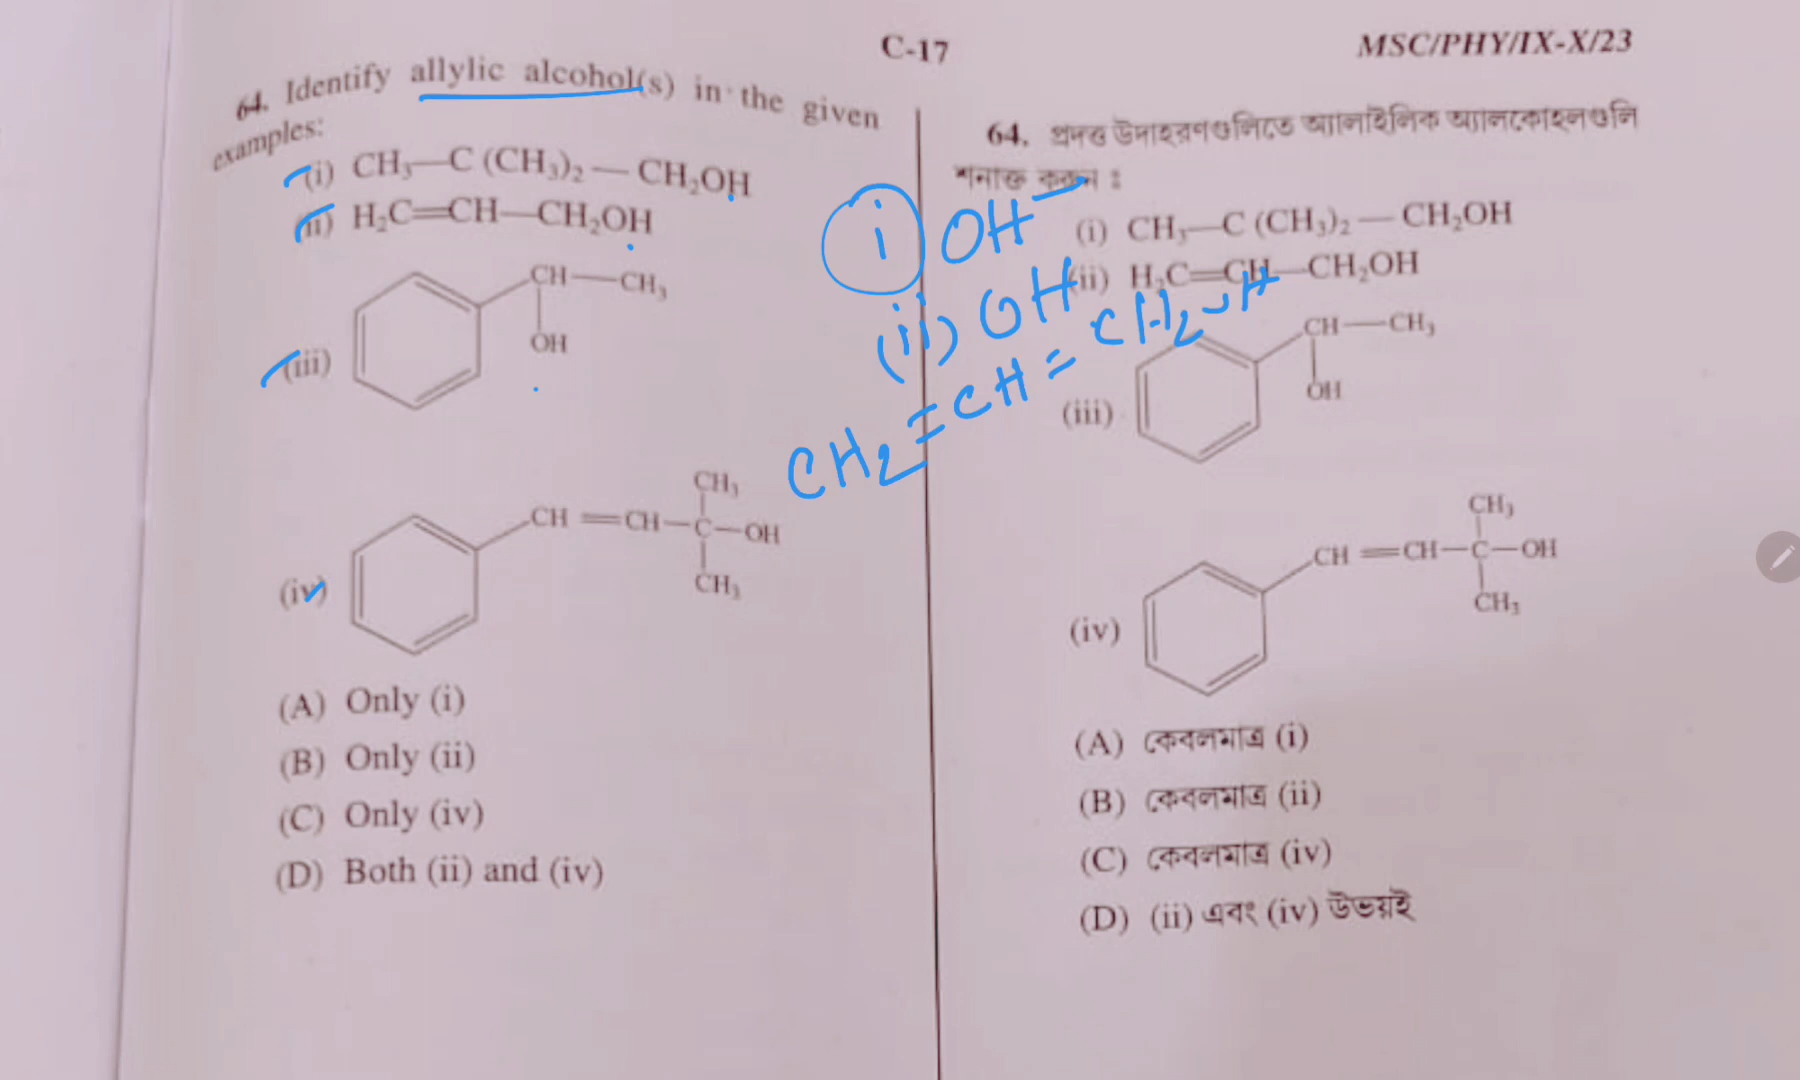 C-17
MSC/PHY/IX-X/23
64. Identify allylic alcohol(s) in the given
examples:
(i) CH₃—C (CH₃)₂ — CH₂OH
(ii) H₂C=CH—CH₂OH
CH—CH₃
OH
(iii)
CH₃
CH=CH—C—OH
CH₃
(iv)
(A) Only (i)
(B) Only (ii)
(C) Only (iv)
(D) Both (ii) and (iv)
i OH
(ii) OH
CH₂=CH=CH₂OH
64. প্রদত্ত উদাহরণগুলিতে অ্যালাইলিক অ্যালকোহলগুলি
শনাক্ত করুন :
(i) CH₃—C (CH₃)₂ — CH₂OH
(ii) H₂C=CH—CH₂OH
CH—CH₃
OH
(iii)
CH₃
CH=CH—C—OH
CH₃
(iv)
(A) কেবলমাত্র (i)
(B) কেবলমাত্র (ii)
(C) কেবলমাত্র (iv)
(D) (ii) এবং (iv) উভয়ই